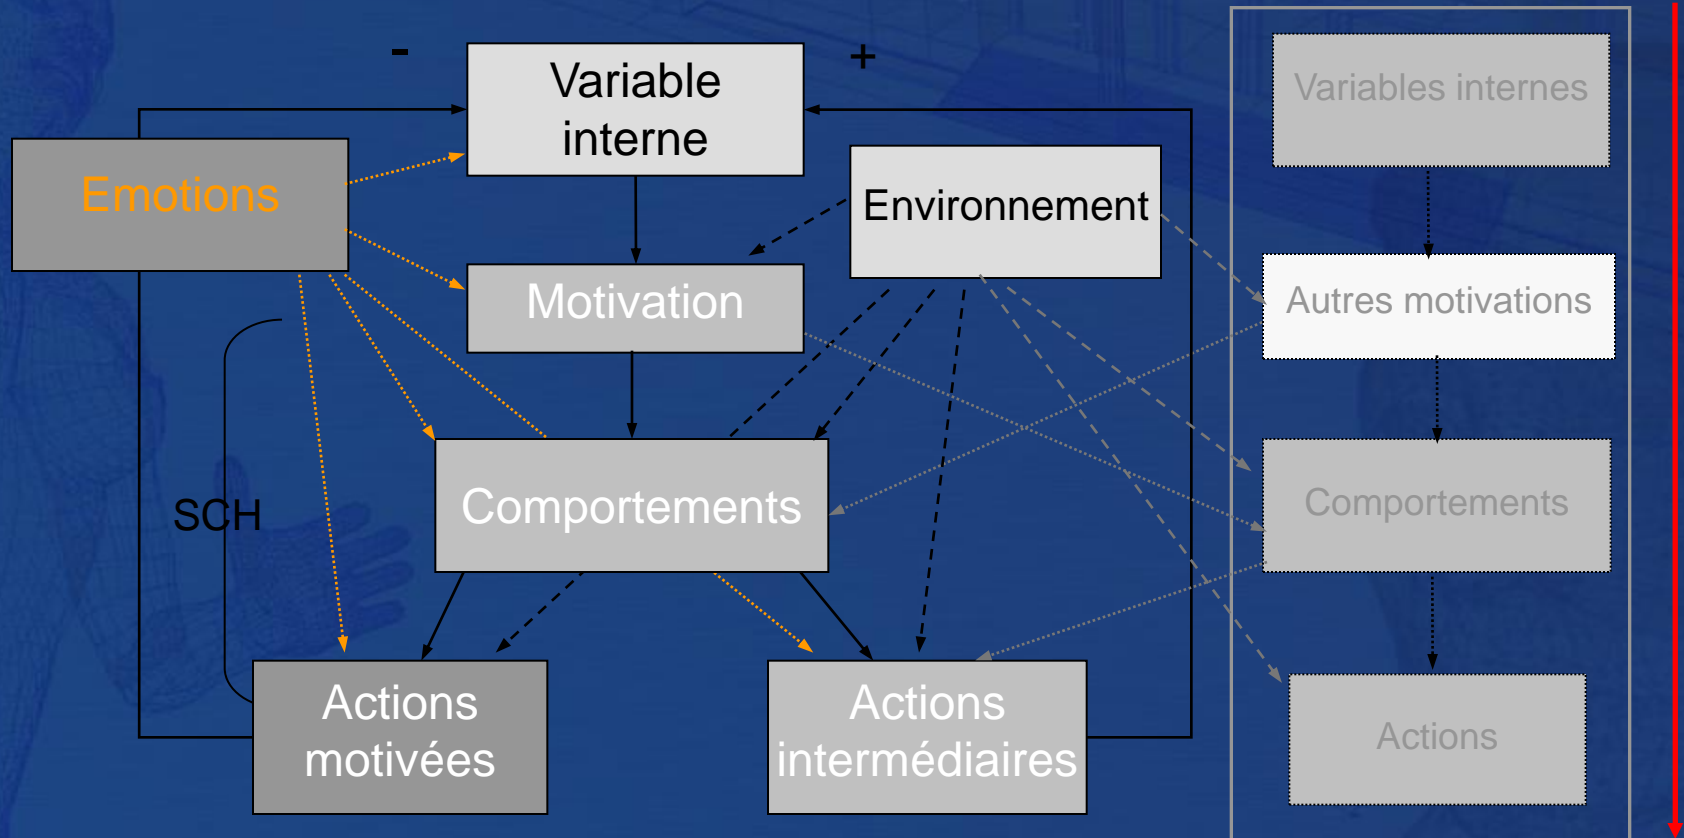 -
Variable
interne
+
Variables internes
Emotions
Environnement
Motivation
Autres motivations
SCH
Comportements
Comportements
Actions
motivées
Actions
intermédiaires
Actions